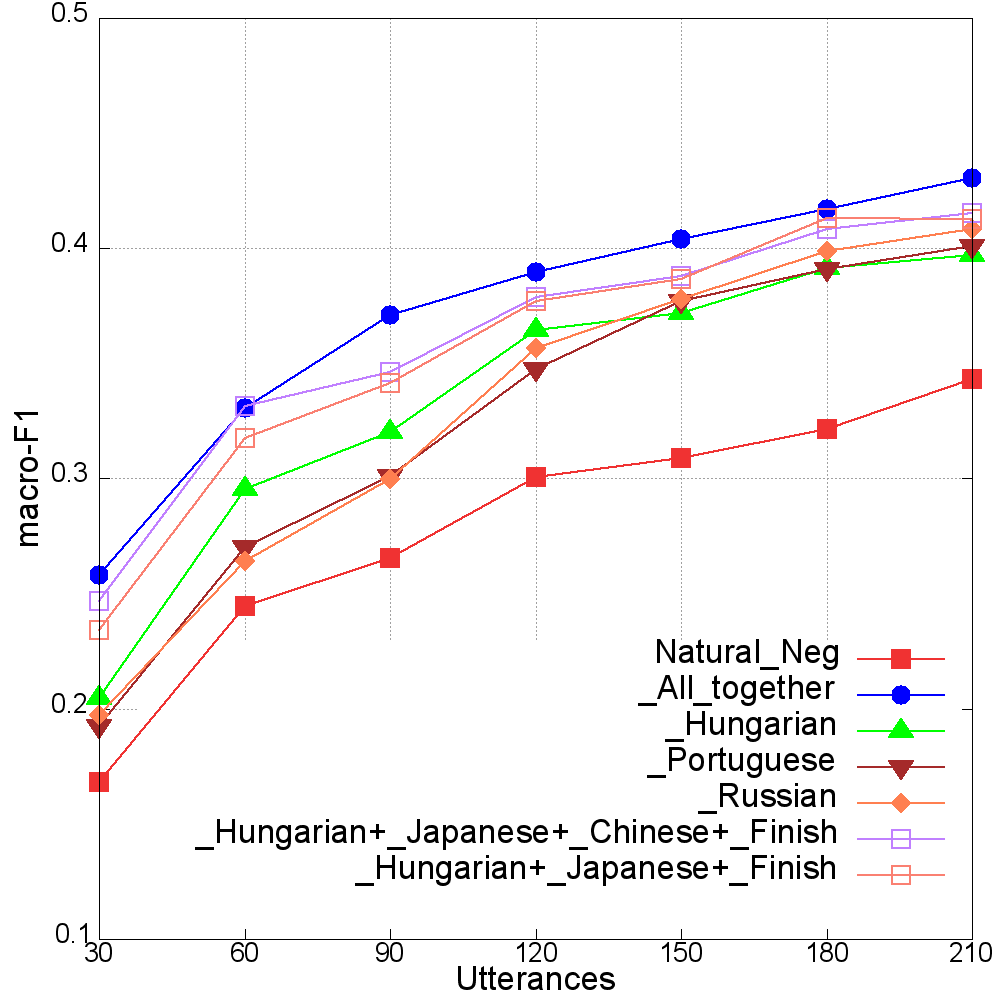 0.5
0.4
0.3
0.2
0.1
macro-F1
Natural_Neg
_All_together
_Hungarian
_Portuguese
_Russian
_Hungarian+_Japanese+_Chinese+_Finish
_Hungarian+_Japanese+_Finish
30 60 90 120 150 180 210
Utterances